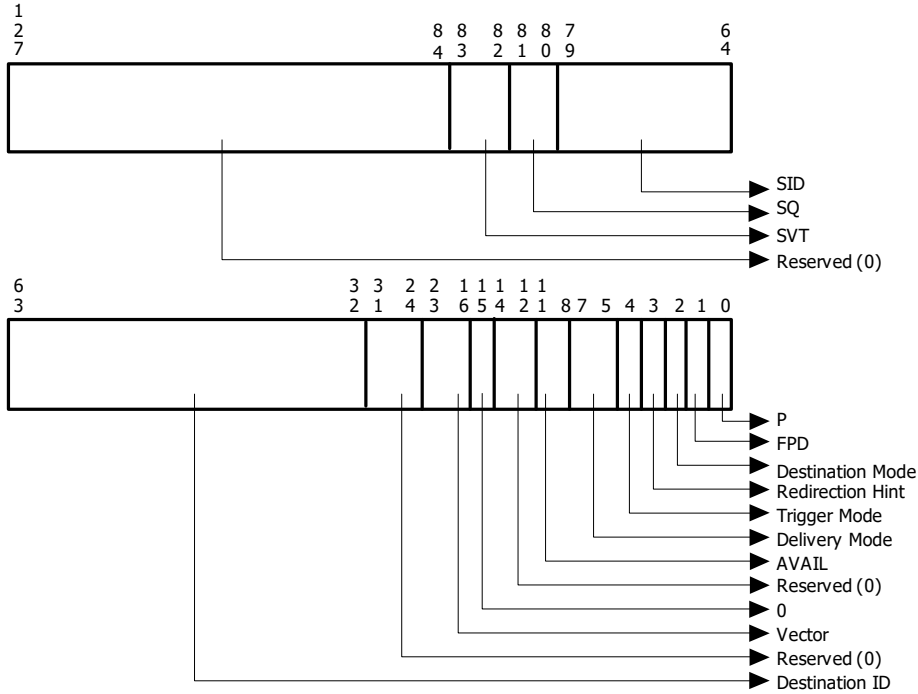 1 2 7
8 4
8 3
8 2
8 1
8 0
7 9
6 4
SID
SQ
SVT
Reserved (0)
6 3
3 2
3 1
2 4
2 3
1 6
1 5
1 4
1 2
1 1
8
7
5
4
3
2
1
0
P
FPD
Destination Mode
Redirection Hint
Trigger Mode
Delivery Mode
AVAIL
Reserved (0)
0
Vector
Reserved (0)
Destination ID